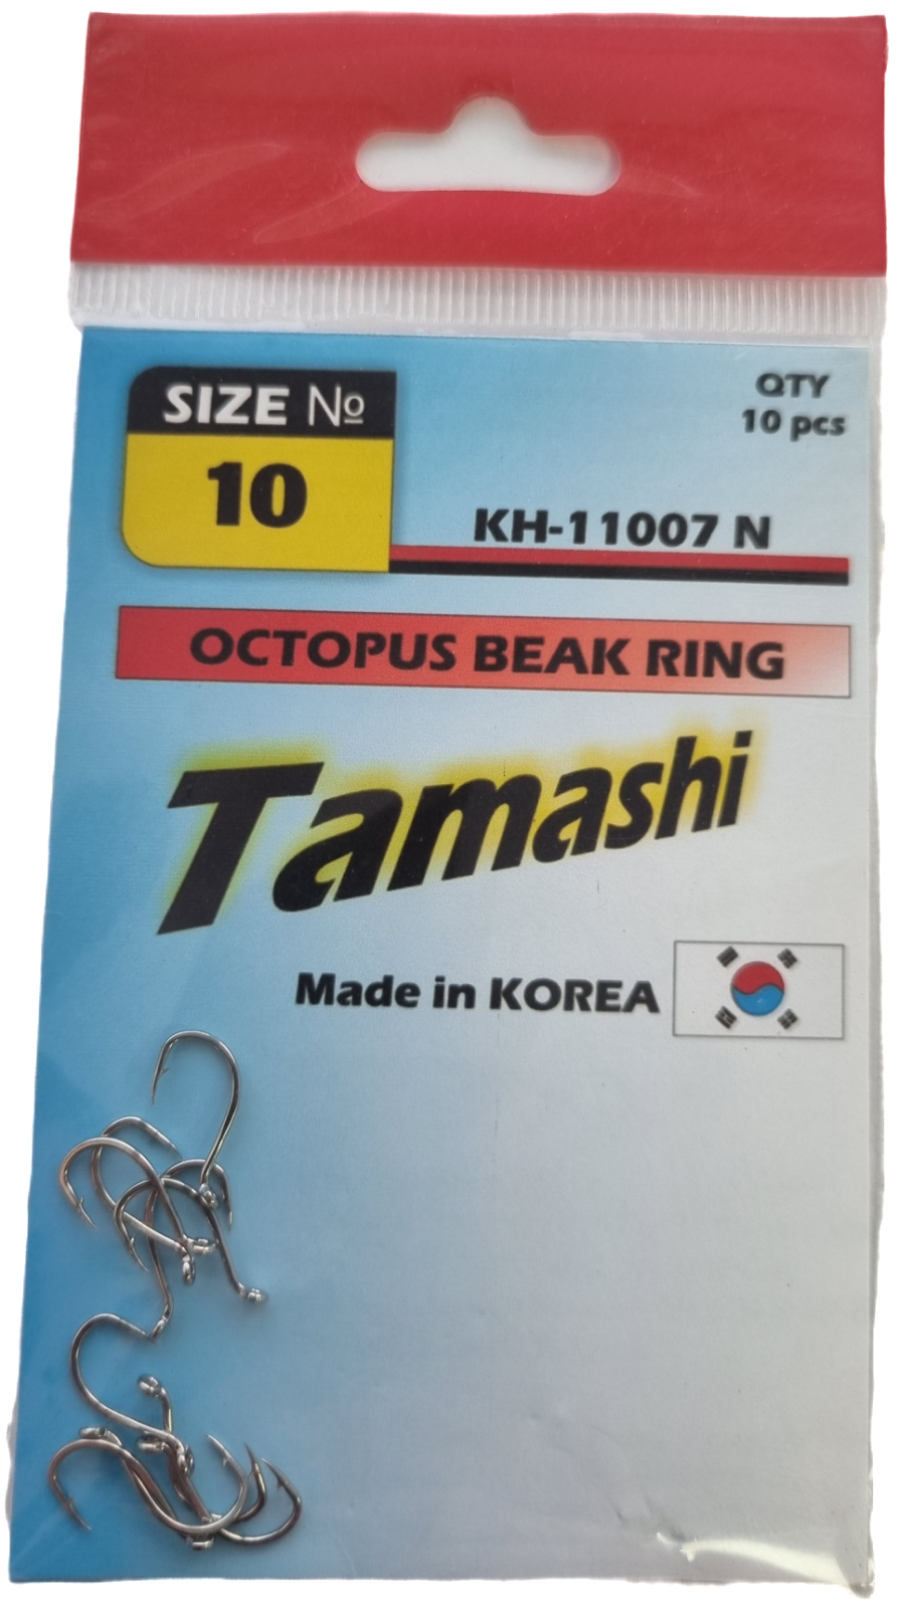 SIZE №
10
QTY
10 pcs
KH-11007 N
OCTOPUS BEAK RING
Tamashi
Made in KOREA